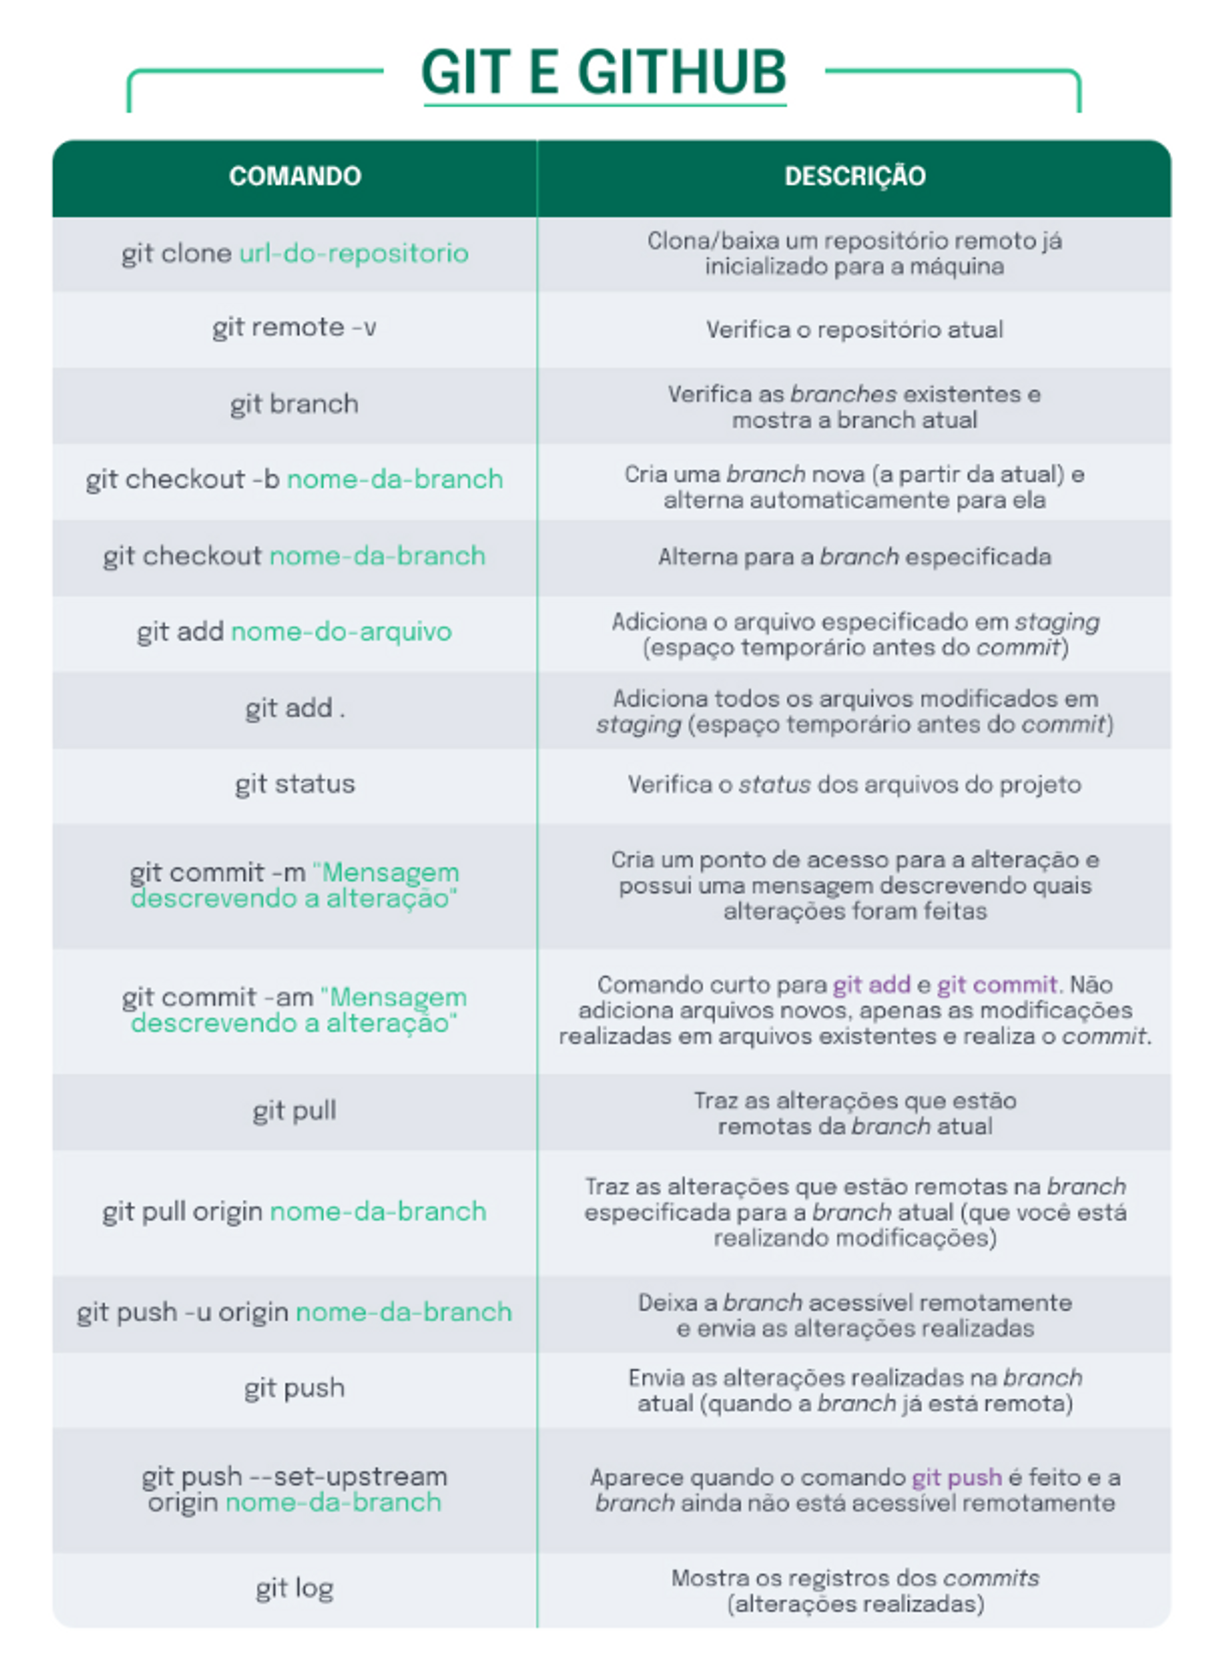 GIT E GITHUB
COMANDO
DESCRIÇÃO
git clone url-do-repositorio
Clona/baixa um repositório remoto já
inicializado para a máquina
git remote -v
Verifica o repositório atual
git branch
Verifica as branches existentes e
mostra a branch atual
git checkout -b nome-da-branch
Cria uma branch nova (a partir da atual) e
alterna automaticamente para ela
git checkout nome-da-branch
Alterna para a branch especificada
git add nome-do-arquivo
Adiciona o arquivo especificado em staging
(espaço temporário antes do commit)
git add .
Adiciona todos os arquivos modificados em
staging (espaço temporário antes do commit)
git status
Verifica o status dos arquivos do projeto
git commit -m "Mensagem
descrevendo a alteração"
Cria um ponto de acesso para a alteração e
possui uma mensagem descrevendo quais
alterações foram feitas
git commit -am "Mensagem
descrevendo a alteração"
Comando curto para git add e git commit. Não
adiciona arquivos novos, apenas as modificações
realizadas em arquivos existentes e realiza o commit.
git pull
Traz as alterações que estão
remotas da branch atual
git pull origin nome-da-branch
Traz as alterações que estão remotas na branch
especificada para a branch atual (que você está
realizando modificações)
git push -u origin nome-da-branch
Deixa a branch acessível remotamente
e envia as alterações realizadas
git push
Envia as alterações realizadas na branch
atual (quando a branch já está remota)
git push --set-upstream
origin nome-da-branch
Aparece quando o comando git push é feito e a
branch ainda não está acessível remotamente
git log
Mostra os registros dos commits
(alterações realizadas)